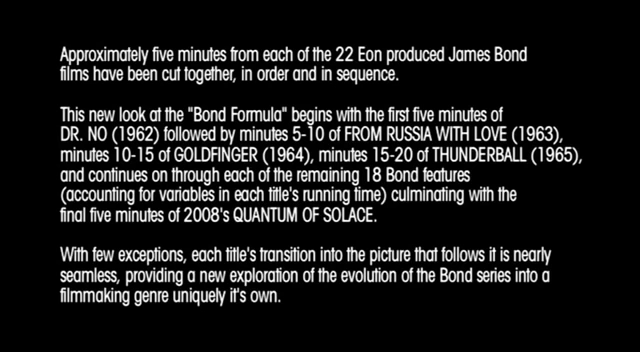 Approximately five minutes from each of the 22 Eon produced James Bond
films have been cut together, in order and in sequence.
This new look at the "Bond Formula" begins with the first five minutes of
DR. NO (1962) followed by minutes 5-10 of FROM RUSSIA WITH LOVE (1963),
minutes 10-15 of GOLDFINGER (1964), minutes 15-20 of THUNDERBALL (1965),
and continues on through each of the remaining 18 Bond features
(accounting for variables in each title's running time) culminating with the
final five minutes of 2008's QUANTUM OF SOLACE.
With few exceptions, each title's transition into the picture that follows it is nearly
seamless, providing a new exploration of the evolution of the Bond series into a
filmmaking genre uniquely it's own.